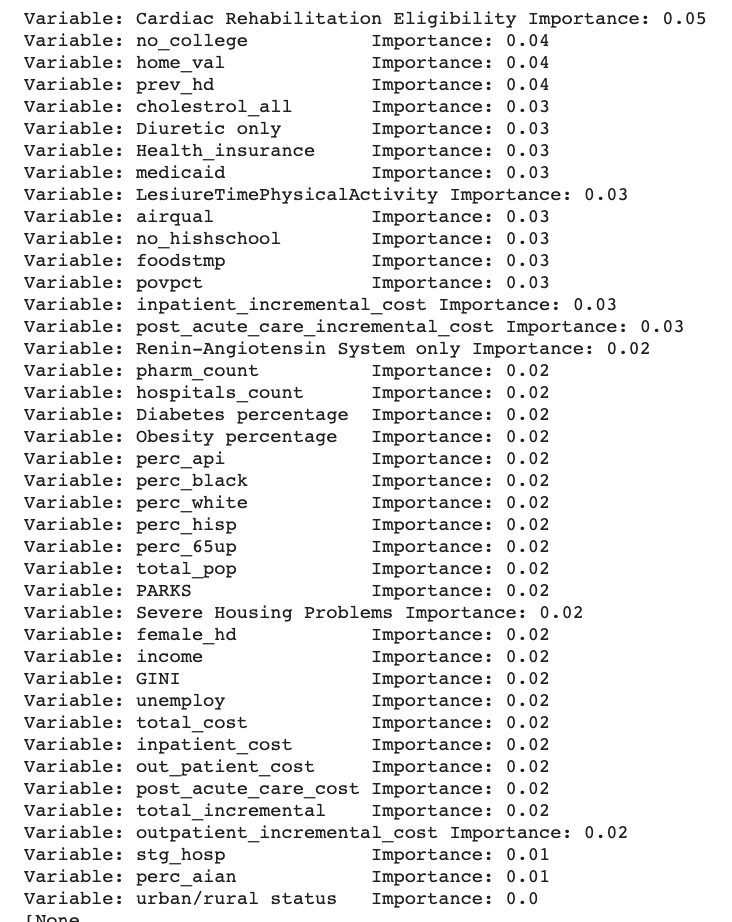 Variable: Cardiac Rehabilitation Eligibility Importance: 0.05
Variable: no_college Importance: 0.04
Variable: home_val Importance: 0.04
Variable: prev_hd Importance: 0.04
Variable: cholestrol_all Importance: 0.03
Variable: Diuretic only Importance: 0.03
Variable: Health_insurance Importance: 0.03
Variable: medicaid Importance: 0.03
Variable: LesiureTimePhysicalActivity Importance: 0.03
Variable: airqual Importance: 0.03
Variable: no_hishschool Importance: 0.03
Variable: foodstmp Importance: 0.03
Variable: povpct Importance: 0.03
Variable: inpatient_incremental_cost Importance: 0.03
Variable: post_acute_care_incremental_cost Importance: 0.03
Variable: Renin-Angiotensin System only Importance: 0.02
Variable: pharm_count Importance: 0.02
Variable: hospitals_count Importance: 0.02
Variable: Diabetes percentage Importance: 0.02
Variable: Obesity percentage Importance: 0.02
Variable: perc_api Importance: 0.02
Variable: perc_black Importance: 0.02
Variable: perc_white Importance: 0.02
Variable: perc_hisp Importance: 0.02
Variable: perc_65up Importance: 0.02
Variable: total_pop Importance: 0.02
Variable: PARKS Importance: 0.02
Variable: Severe Housing Problems Importance: 0.02
Variable: female_hd Importance: 0.02
Variable: income Importance: 0.02
Variable: GINI Importance: 0.02
Variable: unemploy Importance: 0.02
Variable: total_cost Importance: 0.02
Variable: inpatient_cost Importance: 0.02
Variable: out_patient_cost Importance: 0.02
Variable: post_acute_care_cost Importance: 0.02
Variable: total_incremental Importance: 0.02
Variable: outpatient_incremental_cost Importance: 0.02
Variable: stg_hosp Importance: 0.01
Variable: perc_aian Importance: 0.01
Variable: urban/rural status Importance: 0.0
[None